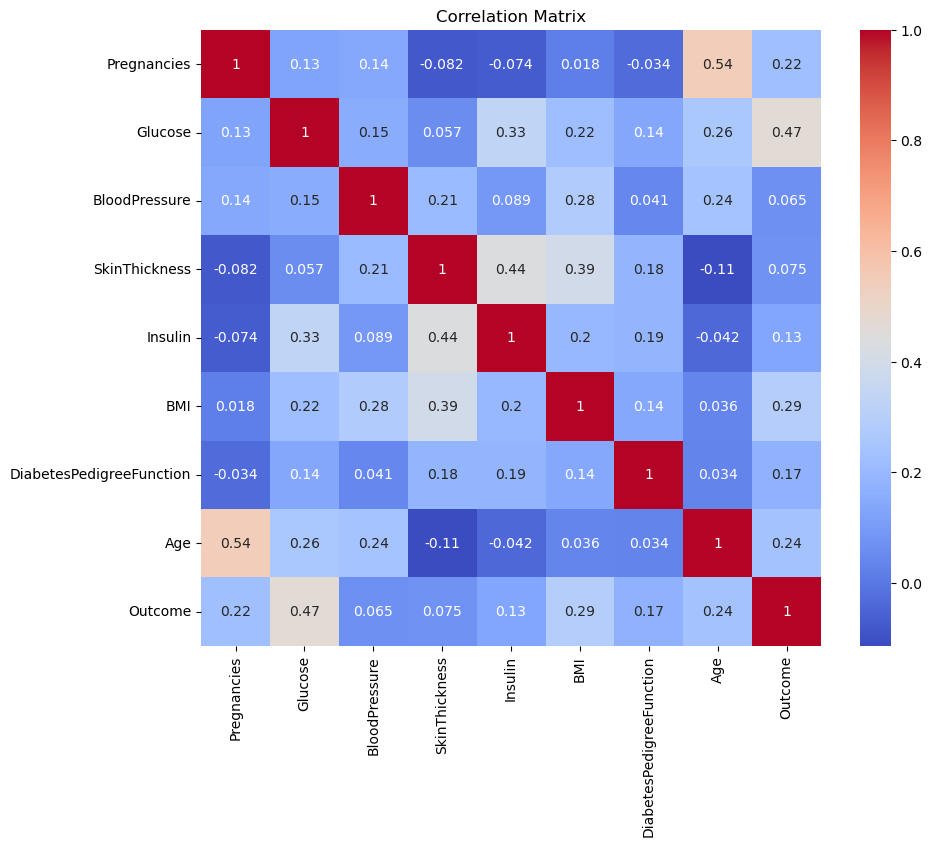 Correlation Matrix
Pregnancies 1 0.13 0.14 -0.082 -0.074 0.018 -0.034 0.54 0.22
Glucose 0.13 1 0.15 0.057 0.33 0.22 0.14 0.26 0.47
BloodPressure 0.14 0.15 1 0.21 0.089 0.28 0.041 0.24 0.065
SkinThickness -0.082 0.057 0.21 1 0.44 0.39 0.18 -0.11 0.075
Insulin -0.074 0.33 0.089 0.44 1 0.2 0.19 -0.042 0.13
BMI 0.018 0.22 0.28 0.39 0.2 1 0.14 0.036 0.29
DiabetesPedigreeFunction -0.034 0.14 0.041 0.18 0.19 0.14 1 0.034 0.17
Age 0.54 0.26 0.24 -0.11 -0.042 0.036 0.034 1 0.24
Outcome 0.22 0.47 0.065 0.075 0.13 0.29 0.17 0.24 1
Pregnancies
Glucose
BloodPressure
SkinThickness
Insulin
BMI
DiabetesPedigreeFunction
Age
Outcome
1.0
0.8
0.6
0.4
0.2
0.0